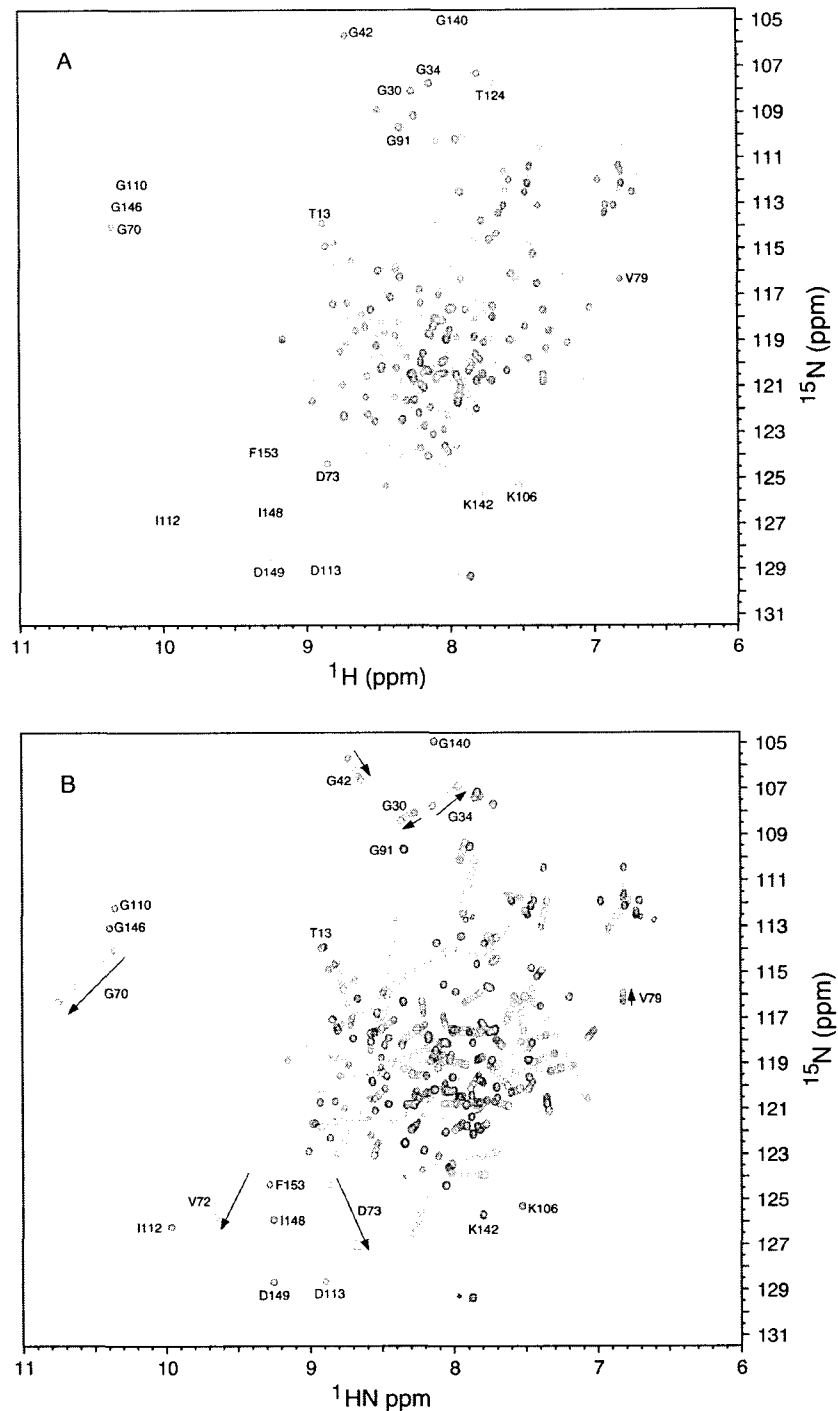 A
G140
G42
105
G34
107
G30
T124
109
G91
111
G110
G146
T13
113
G70
115
V79
117
119
121
123
F153
D73
125
K142
K106
I112
I148
127
D149
D113
129
131
11
10
9
8
7
6
1H (ppm)
15N (ppm)
B
G140
105
G42
107
G30
G34
109
G91
111
G110
G146
113
T13
115
G70
V79
117
119
121
123
F153
V72
D73
125
K106
I112
I148
K142
127
D149
D113
129
131
11
10
9
8
7
6
1HN ppm
15N (ppm)